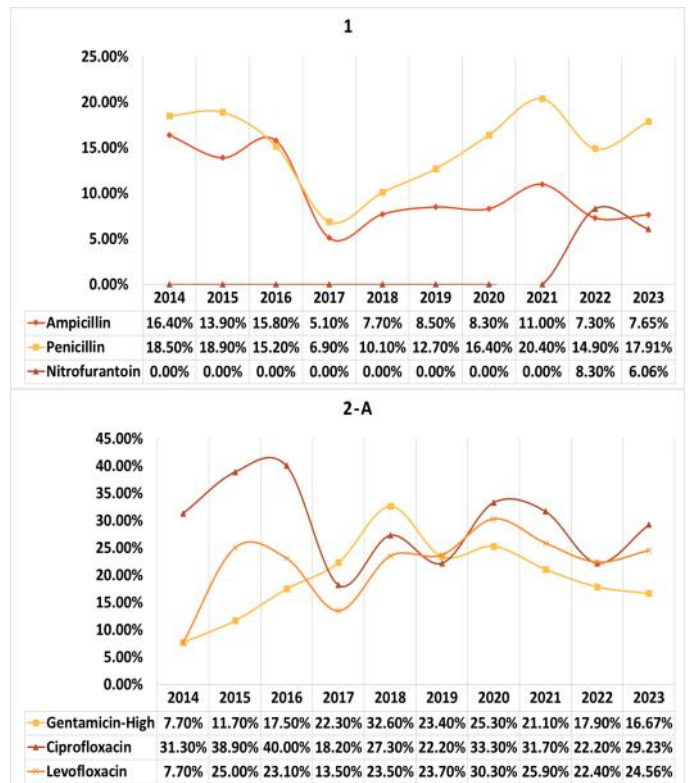 1
25.00%
20.00%
15.00%
10.00%
5.00%
0.00%
2014 2015 2016 2017 2018 2019 2020 2021 2022 2023
Ampicillin 16.40% 13.90% 15.80% 5.10% 7.70% 8.50% 8.30% 11.00% 7.30% 7.65%
Penicillin 18.50% 18.90% 15.20% 6.90% 10.10% 12.70% 16.40% 20.40% 14.90% 17.91%
Nitrofurantoin 0.00% 0.00% 0.00% 0.00% 0.00% 0.00% 0.00% 0.00% 8.30% 6.06%
2-A
45.00%
40.00%
35.00%
30.00%
25.00%
20.00%
15.00%
10.00%
5.00%
0.00%
2014 2015 2016 2017 2018 2019 2020 2021 2022 2023
Gentamicin-High 7.70% 11.70% 17.50% 22.30% 32.60% 23.40% 25.30% 21.10% 17.90% 16.67%
Ciprofloxacin 31.30% 38.90% 40.00% 18.20% 27.30% 22.20% 33.30% 31.70% 22.20% 29.23%
Levofloxacin 7.70% 25.00% 23.10% 13.50% 23.50% 23.70% 30.30% 25.90% 22.40% 24.56%